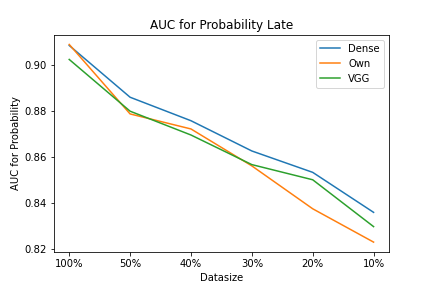 AUC for Probability Late
Dense
Own
VGG
AUC for Probability
0.90
0.88
0.86
0.84
0.82
100% 50% 40% 30% 20% 10%
Datasize